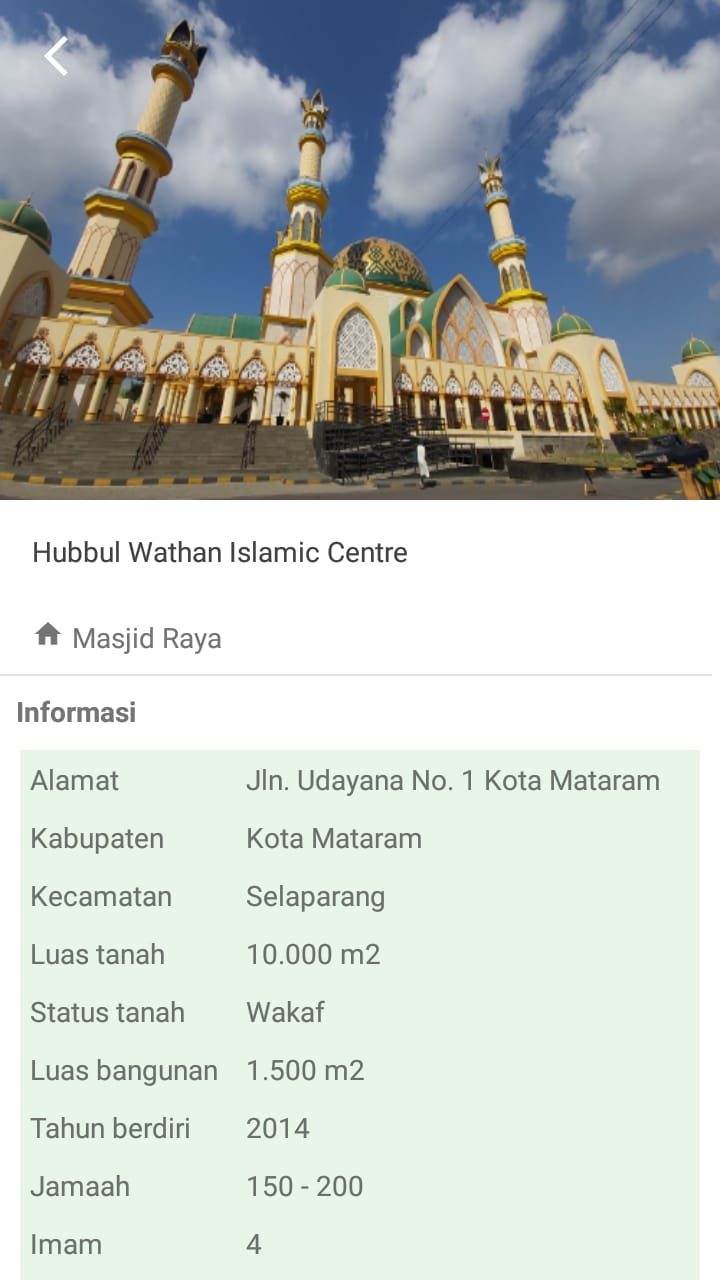 Hubbul Wathan Islamic Centre
Masjid Raya
Informasi
Alamat Jln. Udayana No. 1 Kota Mataram
Kabupaten Kota Mataram
Kecamatan Selaparang
Luas tanah 10.000 m2
Status tanah Wakaf
Luas bangunan 1.500 m2
Tahun berdiri 2014
Jamaah 150 - 200
Imam 4